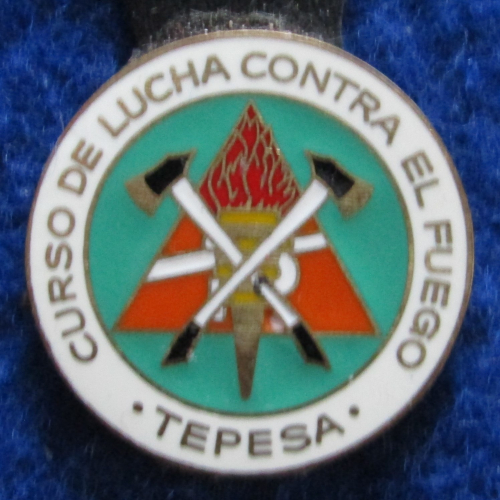 CURSO DE LUCHA CONTRA EL FUEGO
• TEPESA •